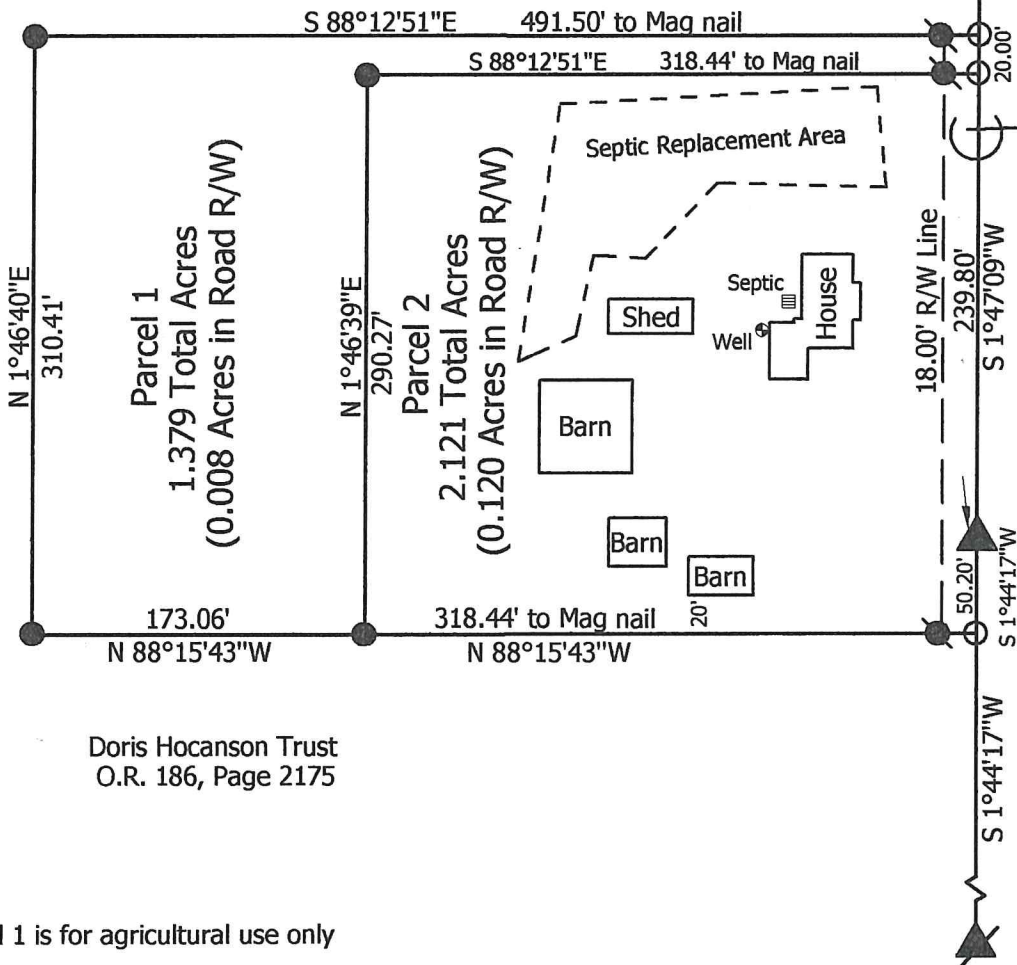 S 88°12'51"E 491.50' to Mag nail
20.00'
S 88°12'51"E 318.44' to Mag nail
Septic Replacement Area
N 1°46'40"E
310.41'
Parcel 1
1.379 Total Acres
(0.008 Acres in Road R/W)
N 1°46'39"E
290.27'
Parcel 2
2.121 Total Acres
(0.120 Acres in Road R/W)
Septic
Shed
Well
House
18.00' R/W Line
239.80'
S 1°47'09"W
Barn
Barn
Barn
20'
50.20'
S 1°44'17"W
173.06'
N 88°15'43"W
318.44' to Mag nail
N 88°15'43"W
S 1°44'17"W
Doris Hocanson Trust
O.R. 186, Page 2175
l 1 is for agricultural use only